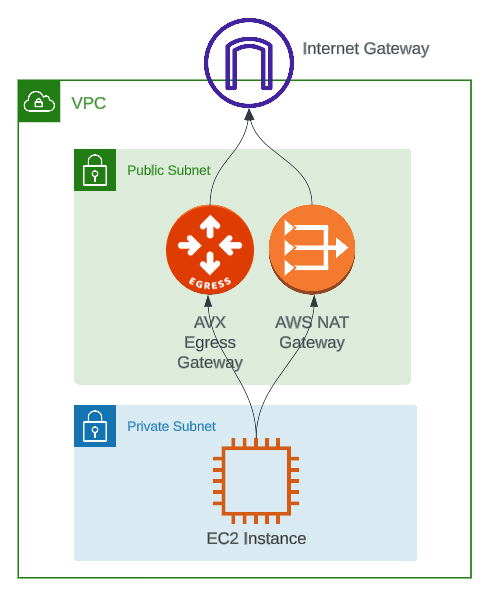 Internet Gateway
VPC
Public Subnet
EGRESS
AVX
Egress
Gateway
AWS NAT
Gateway
Private Subnet
EC2 Instance